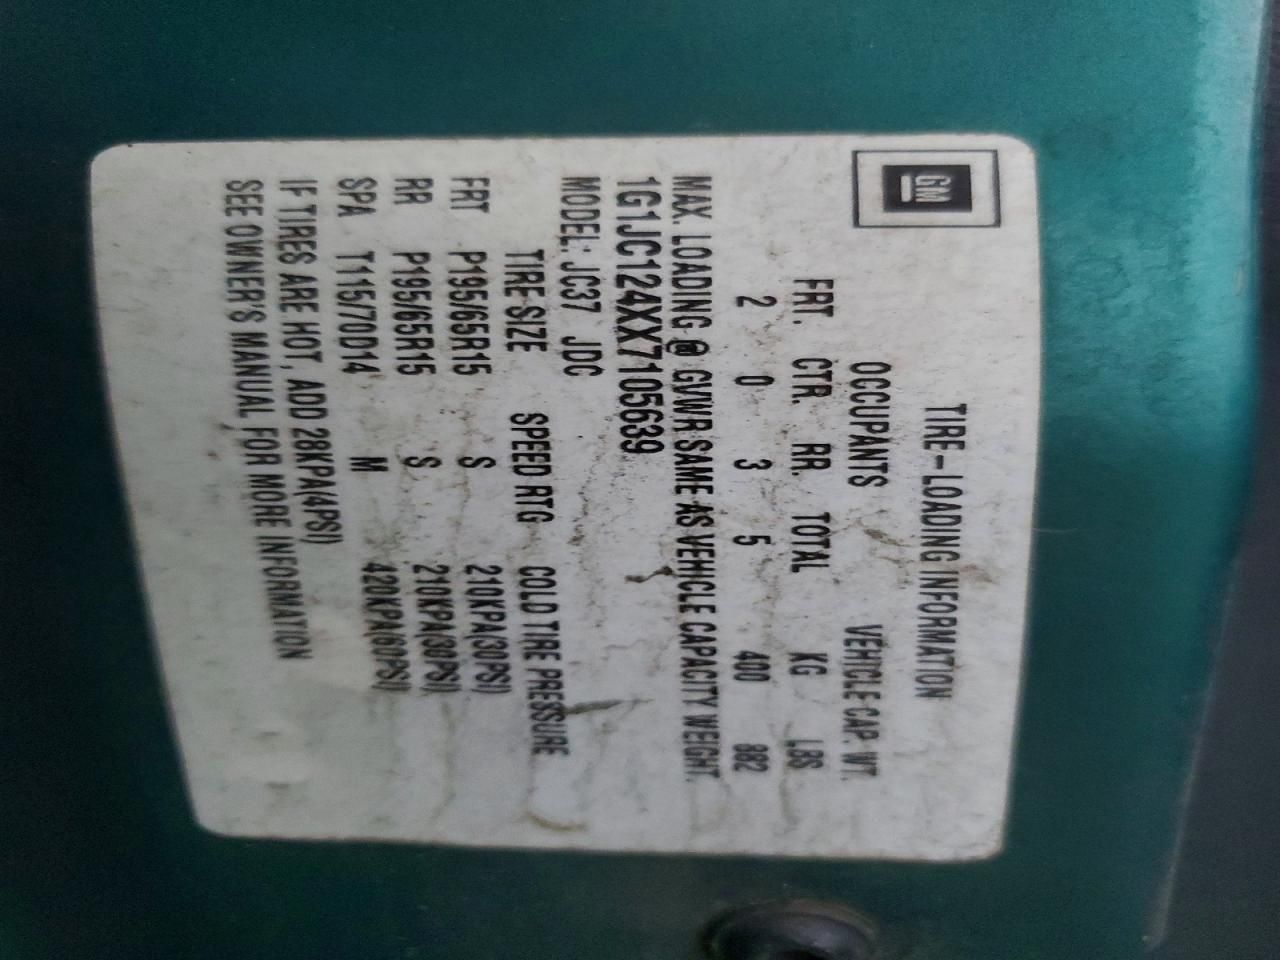 GM
TIRE-LOADING INFORMATION
OCCUPANTS VEHICLE CAP. WT.
FRT. CTR. RR. TOTAL KG LBS
2 0 3 5 400 882
MAX. LOADING @ GVWR SAME AS VEHICLE CAPACITY WEIGHT.
1G1JC124XX7105639
MODEL: JC37 JDC
TIRE SIZE SPEED RTG COLD TIRE PRESSURE
FRT P195/65R15 S 210KPA(30PSI)
RR P195/65R15 S 210KPA(30PSI)
SPA T115/70D14 M 420KPA(60PSI)
IF TIRES ARE HOT, ADD 28KPA(4PSI)
SEE OWNER'S MANUAL FOR MORE INFORMATION